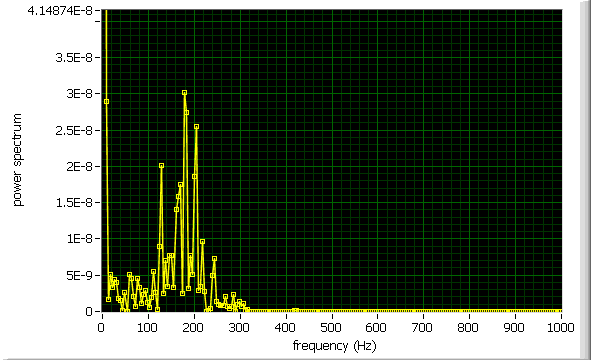 4.14874E-8
3.5E-8
3E-8
2.5E-8
2E-8
1.5E-8
1E-8
5E-9
0
power spectrum
0 100 200 300 400 500 600 700 800 900 1000
frequency (Hz)